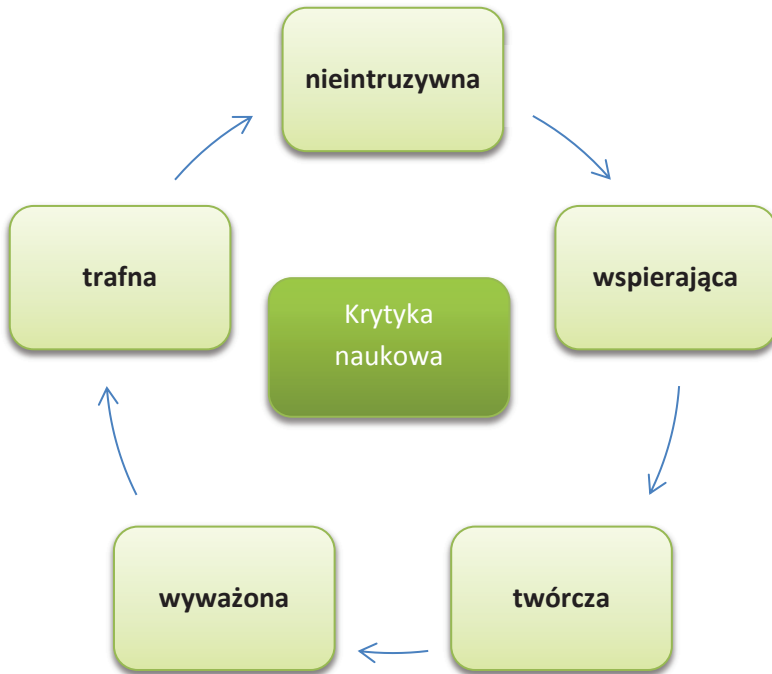 nieintruzywna
trafna
wspierająca
Krytyka
naukowa
wyważona
twórcza